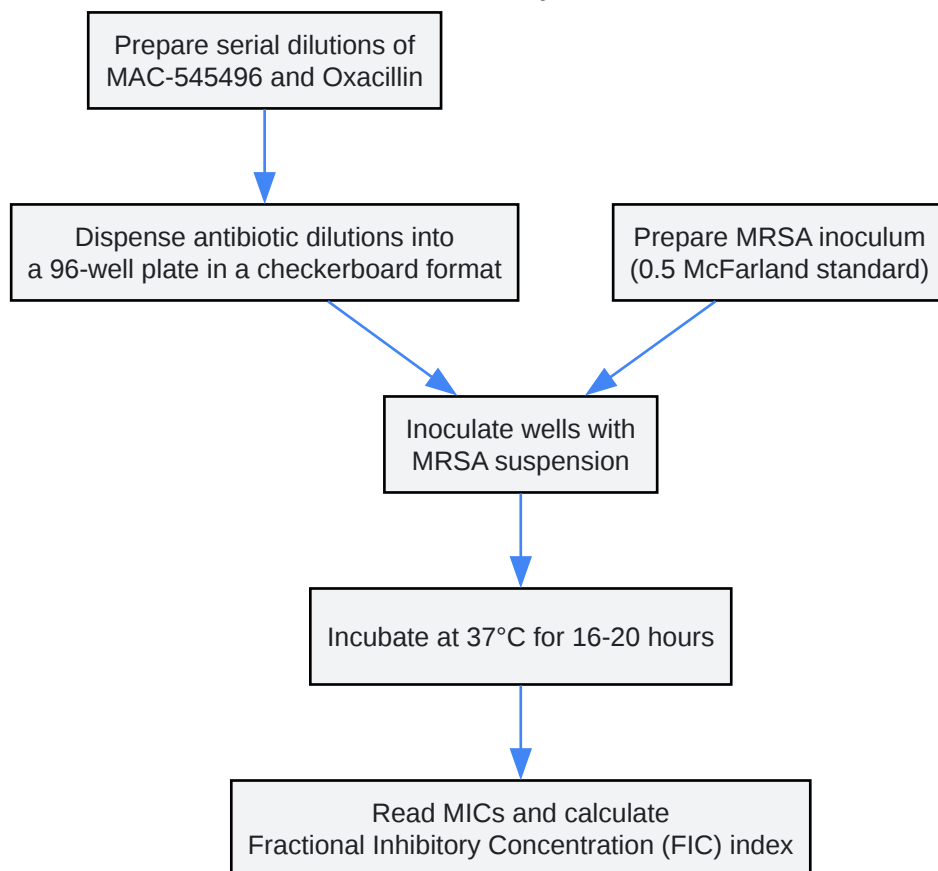 Prepare serial dilutions of
MAC-545496 and Oxacillin
Dispense antibiotic dilutions into
a 96-well plate in a checkerboard format
Prepare MRSA inoculum
(0.5 McFarland standard)
Inoculate wells with
MRSA suspension
Incubate at 37°C for 16-20 hours
Read MICs and calculate
Fractional Inhibitory Concentration (FIC) index